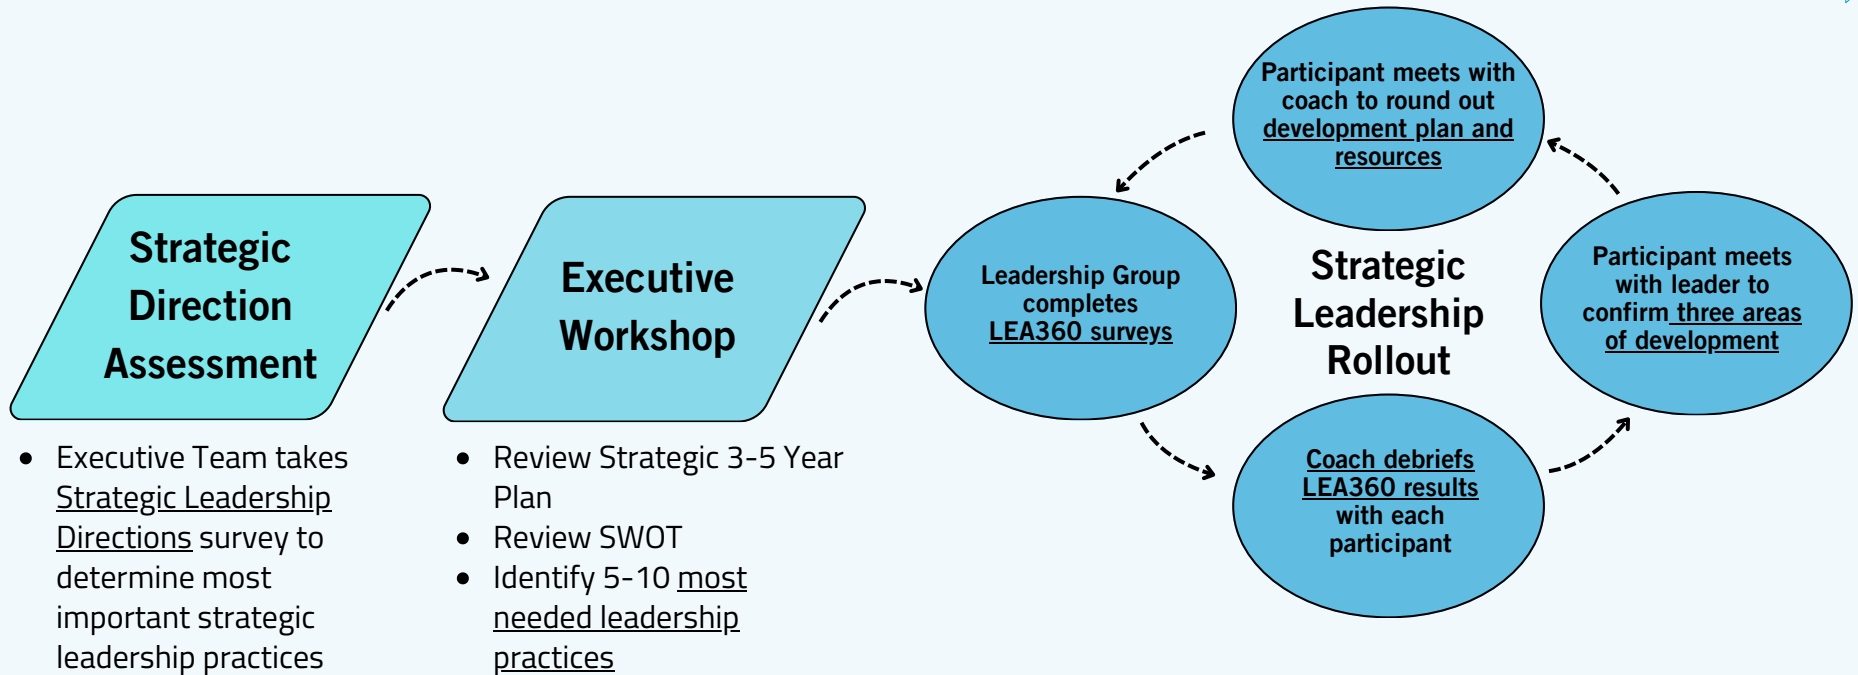 Strategic
Direction
Assessment
• Executive Team takes
Strategic Leadership
Directions survey to
determine most
important strategic
leadership practices
Executive
Workshop
• Review Strategic 3-5 Year
Plan
• Review SWOT
• Identify 5-10 most
needed leadership
practices
Leadership Group
completes
LEA360 surveys
Strategic
Leadership
Rollout
Coach debriefs
LEA360 results
with each
participant
Participant meets
with leader to
confirm three areas
of development
Participant meets with
coach to round out
development plan and
resources